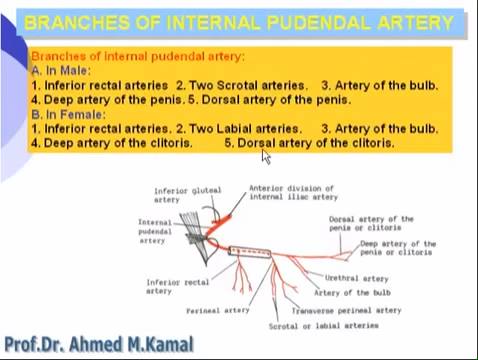 BRANCHES OF INTERNAL PUDENDAL ARTERY
Branches of internal pudendal artery:
A. In Male:
1. Inferior rectal arteries 2. Two Scrotal arteries. 3. Artery of the bulb.
4. Deep artery of the penis. 5. Dorsal artery of the penis.
B. In Female:
1. Inferior rectal arteries. 2. Two Labial arteries. 3. Artery of the bulb.
4. Deep artery of the clitoris. 5. Dorsal artery of the clitoris.
Inferior gluteal
artery
Anterior division of
internal iliac artery
Internal
pudendal
artery
Dorsal artery of the
penis or clitoris
Deep artery of the
penis or clitoris
Inferior rectal
artery
Urethral artery
Artery of the bulb
Perineal artery
Transverse perineal artery
Scrotal or labial arteries
Prof.Dr. Ahmed M.Kamal